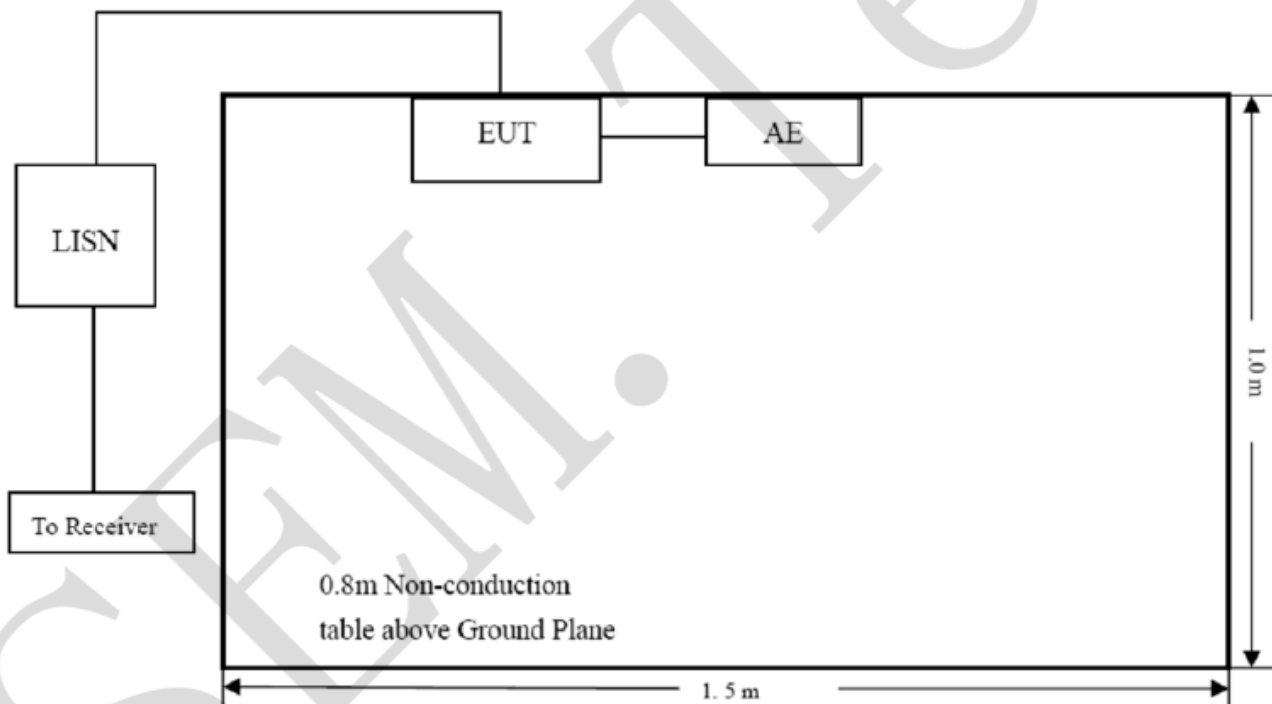 EUT
AE
LISN
1.0 m
To Receiver
0.8m Non-conduction
table above Ground Plane
1. 5 m